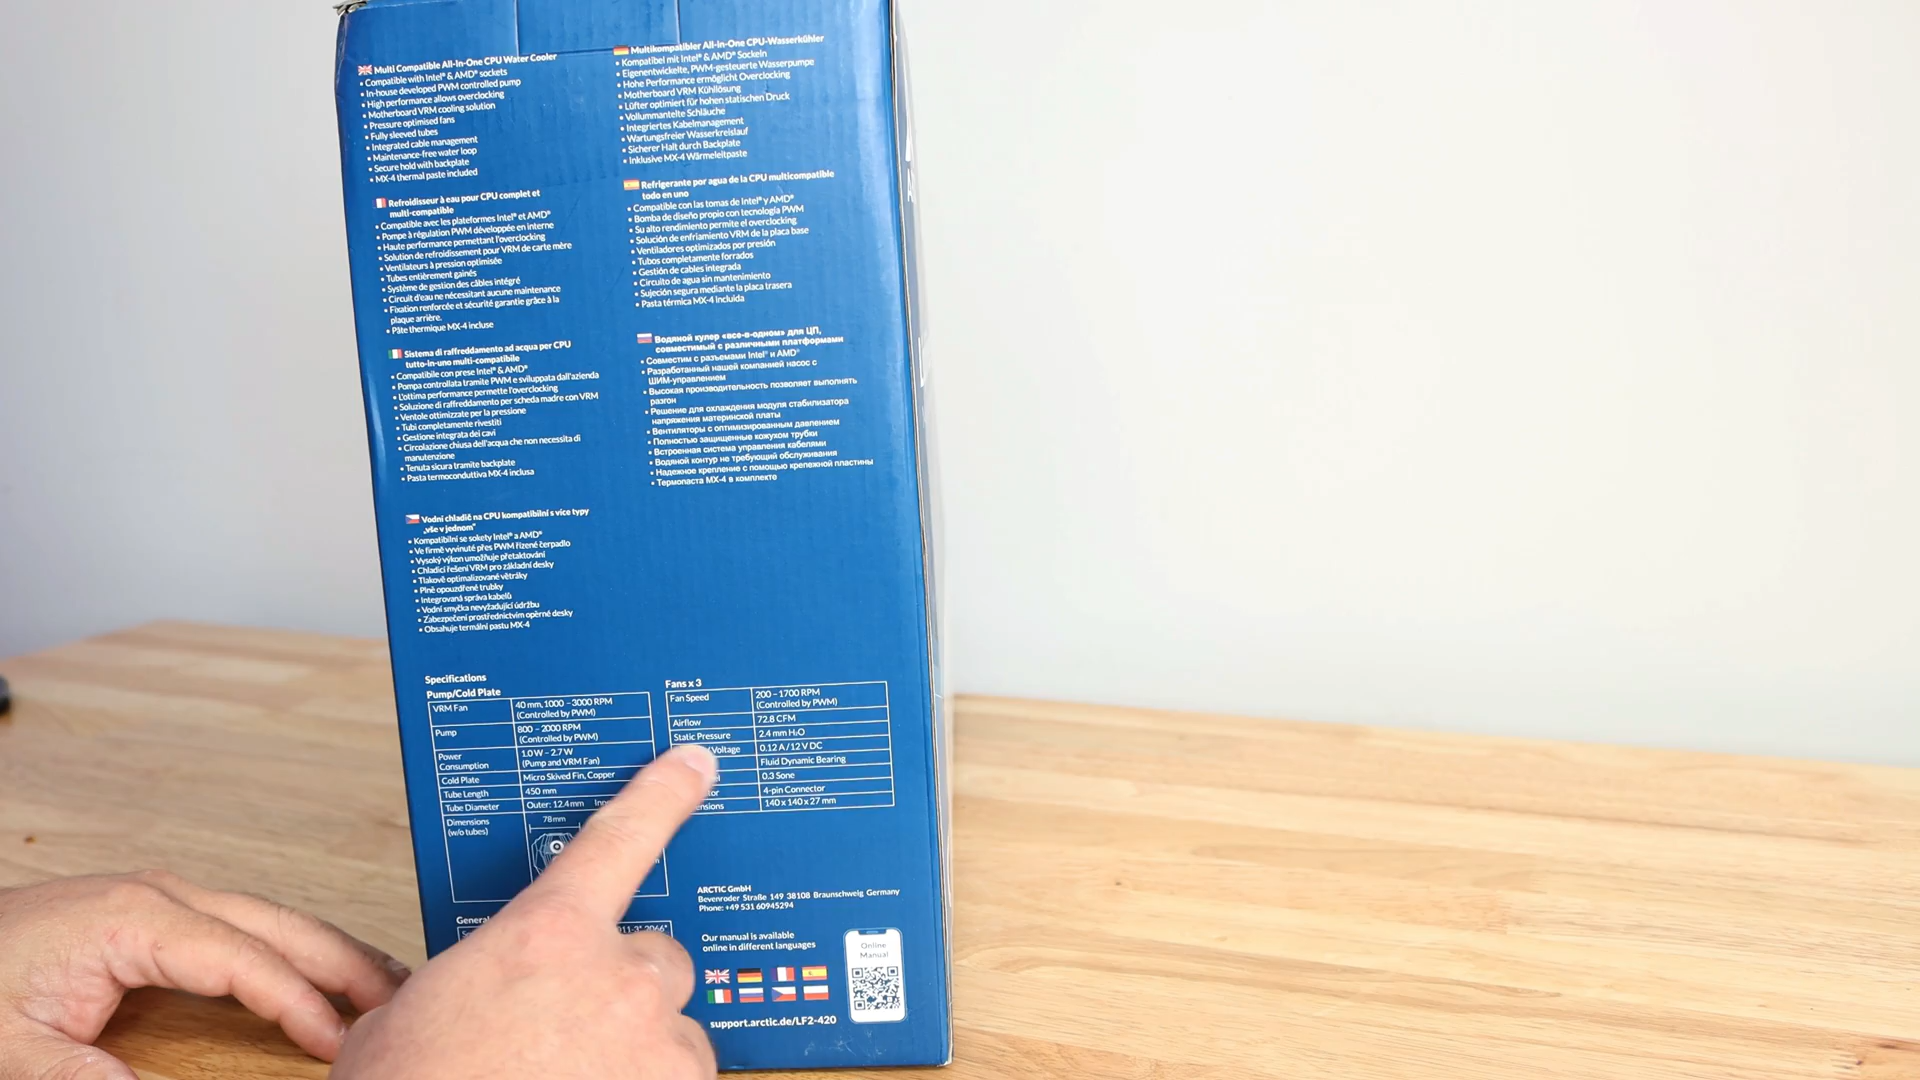 Multi Compatible All-in-One CPU Water Cooler
• Compatible with Intel® & AMD® sockets
• In-house developed PWM controlled pump
• High performance allows overclocking
• Motherboard VRM cooling solution
• Pressure optimised fans
• Fully sleeved tubes
• Integrated cable management
• Maintenance-free water loop
• Secure hold with backplate
• MX-4 thermal paste included
Multikompatibler All-in-One CPU-Wasserkühler
• Kompatibel mit Intel® & AMD® Sockeln
• Eigenentwickelte, PWM-gesteuerte Wasserpumpe
• Hohe Performance ermöglicht Overclocking
• Motherboard VRM Kühllösung
• Lüfter optimiert für hohen statischen Druck
• Vollummantelte Schläuche
• Integriertes Kabelmanagement
• Wartungsfreier Wasserkreislauf
• Sicherer Halt durch Backplate
• Inklusive MX-4 Wärmeleitpaste
Refroidisseur à eau pour CPU complet et
multi-compatible
• Compatible avec les plateformes Intel® et AMD®
• Pompe à régulation PWM développée en interne
• Haute performance permettant l'overclocking
• Solution de refroidissement pour VRM de carte mère
• Ventilateurs à pression optimisée
• Tubes entièrement gainés
• Système de gestion des câbles intégré
• Circuit d'eau ne nécessitant aucune maintenance
• Fixation renforcée et sécurité garantie grâce à la
plaque arrière.
• Pâte thermique MX-4 incluse
Refrigerante por agua de la CPU multicompatible
todo en uno
• Compatible con las tomas de Intel® y AMD®
• Bomba de diseño propio con tecnología PWM
• Su alto rendimiento permite el overclocking
• Solución de enfriamiento VRM de la placa base
• Ventiladores optimizados por presión
• Tubos completamente forrados
• Gestión de cables integrada
• Circuito de agua sin mantenimiento
• Sujeción segura mediante la placa trasera
• Pasta térmica MX-4 incluida
Sistema di raffreddamento ad acqua per CPU
tutto-in-uno multi-compatibile
• Compatibile con prese Intel® & AMD®
• Pompa controllata tramite PWM e sviluppata dall'azienda
• L'ottima performance permette l'overclocking
• Soluzione di raffreddamento per scheda madre con VRM
• Ventole ottimizzate per la pressione
• Tubi completamente rivestiti
• Gestione integrata dei cavi
• Circolazione chiusa dell'acqua che non necessita di
manutenzione
• Tenuta sicura tramite backplate
• Pasta termoconduttiva MX-4 inclusa
Водяной кулер «все-в-одном» для ЦП,
совместимый с различными платформами
• Совместим с разъемами Intel® и AMD®
• Разработанный нашей компанией насос с
ШИМ-управлением
• Высокая производительность позволяет выполнять
разгон
• Решение для охлаждения модуля стабилизатора
напряжения материнской платы
• Вентиляторы с оптимизированным давлением
• Полностью защищенные кожухом трубки
• Встроенная система управления кабелями
• Водяной контур не требующий обслуживания
• Надежное крепление с помощью крепежной пластины
• Термопаста MX-4 в комплекте
Vodní chladič na CPU kompatibilní s více typy
„vše v jednom"
• Kompatibilní se sokety Intel® a AMD®
• Ve firmě vyvinuté přes PWM řízené čerpadlo
• Vysoký výkon umožňuje přetaktování
• Chladicí řešení VRM pro základní desky
• Tlakově optimalizované větráky
• Plně opouzdřené trubky
• Integrovaná správa kabelů
• Vodní smyčka nevyžadující údržbu
• Zabezpečení prostřednictvím opěrné desky
• Obsahuje termální pastu MX-4
Specifications
Pump/Cold Plate
VRM Fan 40 mm, 1000 – 3000 RPM
(Controlled by PWM)
Pump 800 – 2000 RPM
(Controlled by PWM)
Power
Consumption 1.0 W – 2.7 W
(Pump and VRM Fan)
Cold Plate Micro Skived Fin, Copper
Tube Length 450 mm
Tube Diameter Outer: 12.4 mm
Dimensions
(w/o tubes) 78 mm
General
Fans x 3
Fan Speed 200 – 1700 RPM
(Controlled by PWM)
Airflow 72.8 CFM
Static Pressure 2.4 mm H₂O
/Voltage 0.12 A / 12 V DC
Fluid Dynamic Bearing
0.3 Sone
4-pin Connector
140 x 140 x 27 mm
ARCTIC GmbH
Bevenroder Straße 149 38108 Braunschweig Germany
Phone: +49 531 60945294
Our manual is available
online in different languages
Online
Manual
support.arctic.de/LF2-420